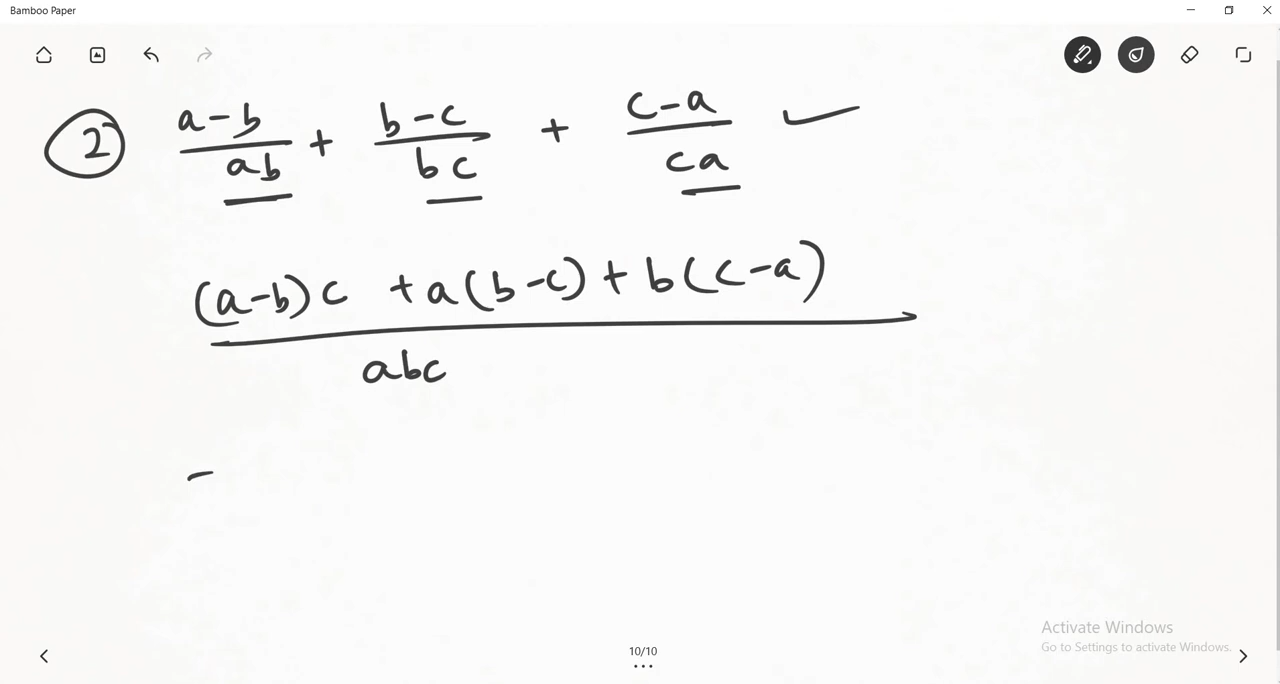 Bamboo Paper
2 a-b/ab + b-c/bc + c-a/ca ✓
(a-b)c + a(b-c) + b(c-a)
abc
-
Activate Windows
Go to Settings to activate Windows.
10/10